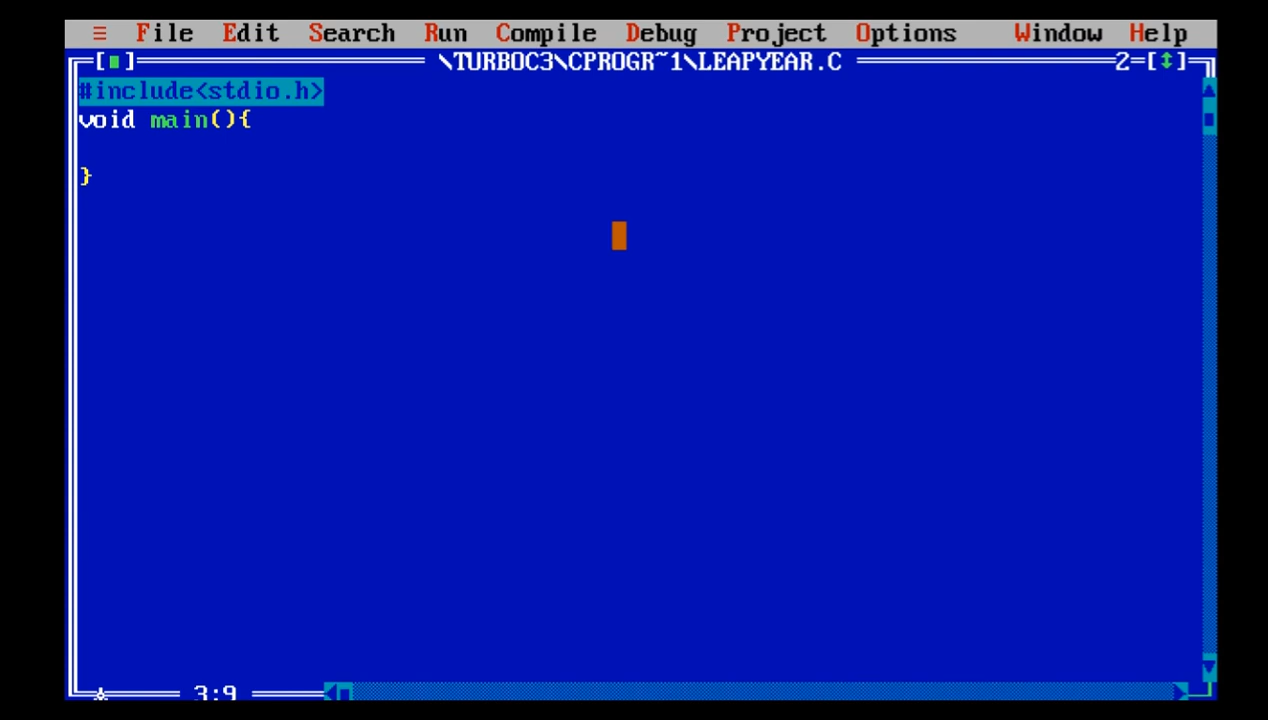 ≡ File Edit Search Run Compile Debug Project Options Window Help
[■] \TURBOC3\CPROGR~1\LEAPYEAR.C 2=[↕]
#include<stdio.h>
void main(){
}
3:9